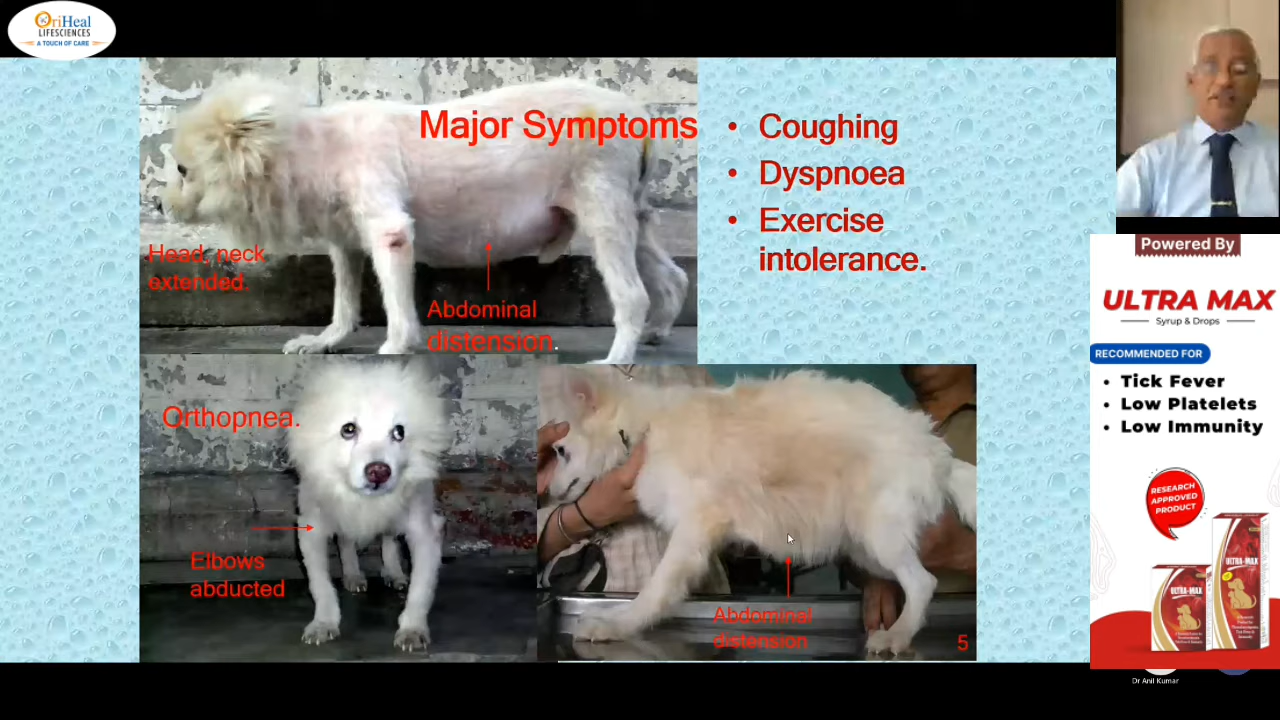 OriHeal
LIFESCIENCES
A TOUCH OF CARE
Major Symptoms
• Coughing
• Dyspnoea
• Exercise
intolerance.
Head, neck
extended.
Abdominal
distension.
Orthopnea.
Elbows
abducted
Abdominal
distension
5
Powered By
ULTRA MAX
Syrup & Drops
RECOMMENDED FOR
• Tick Fever
• Low Platelets
• Low Immunity
RESEARCH
APPROVED
PRODUCT
ULTRA-MAX
ULTRA-MAX
Dr Anil Kumar